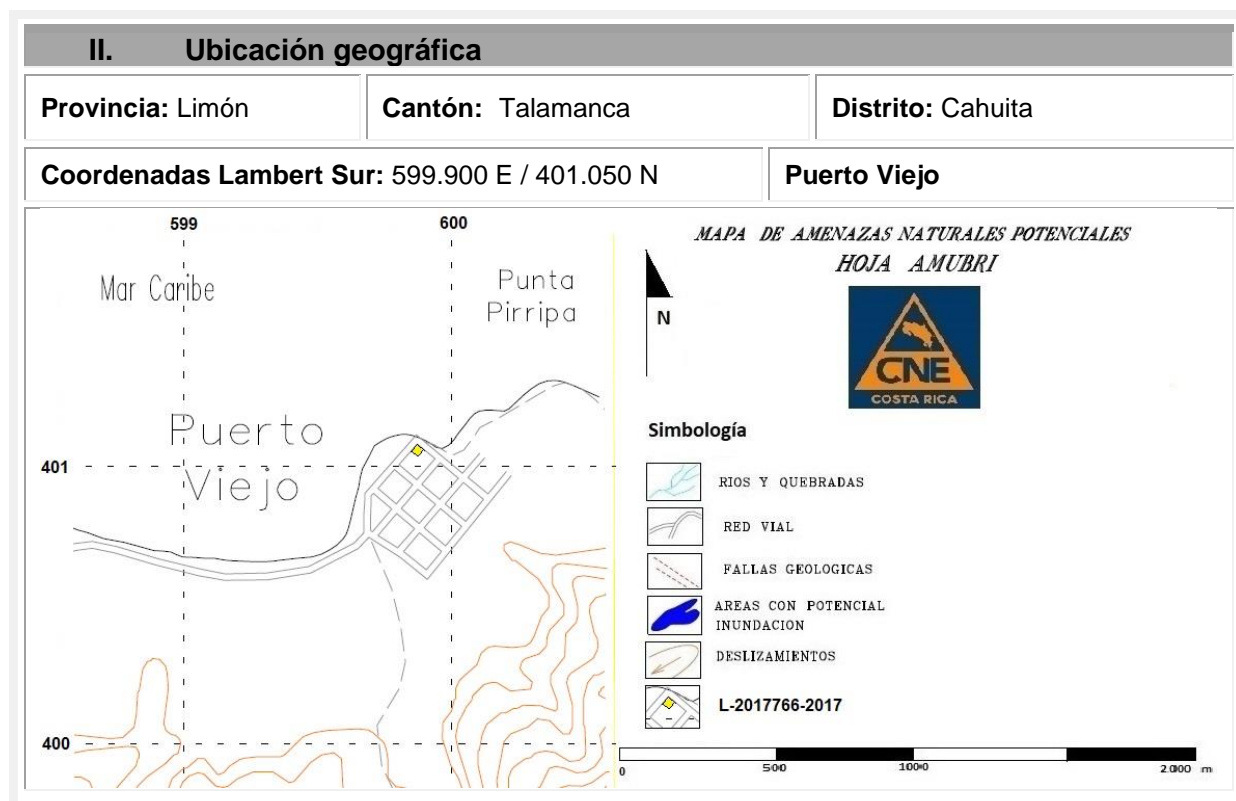 II. Ubicación geográfica
Provincia: Limón Cantón: Talamanca Distrito: Cahuita
Coordenadas Lambert Sur: 599.900 E / 401.050 N Puerto Viejo
599 600
Mar Caribe
Punta
Pirripa
Puerto
Viejo
401
400
MAPA DE AMENAZAS NATURALES POTENCIALES
HOJA AMUBRI
N
CNE
COSTA RICA
Simbología
RIOS Y QUEBRADAS
RED VIAL
FALLAS GEOLOGICAS
AREAS CON POTENCIAL
INUNDACION
DESLIZAMIENTOS
L-2017766-2017
0 500 1000 2.000 m